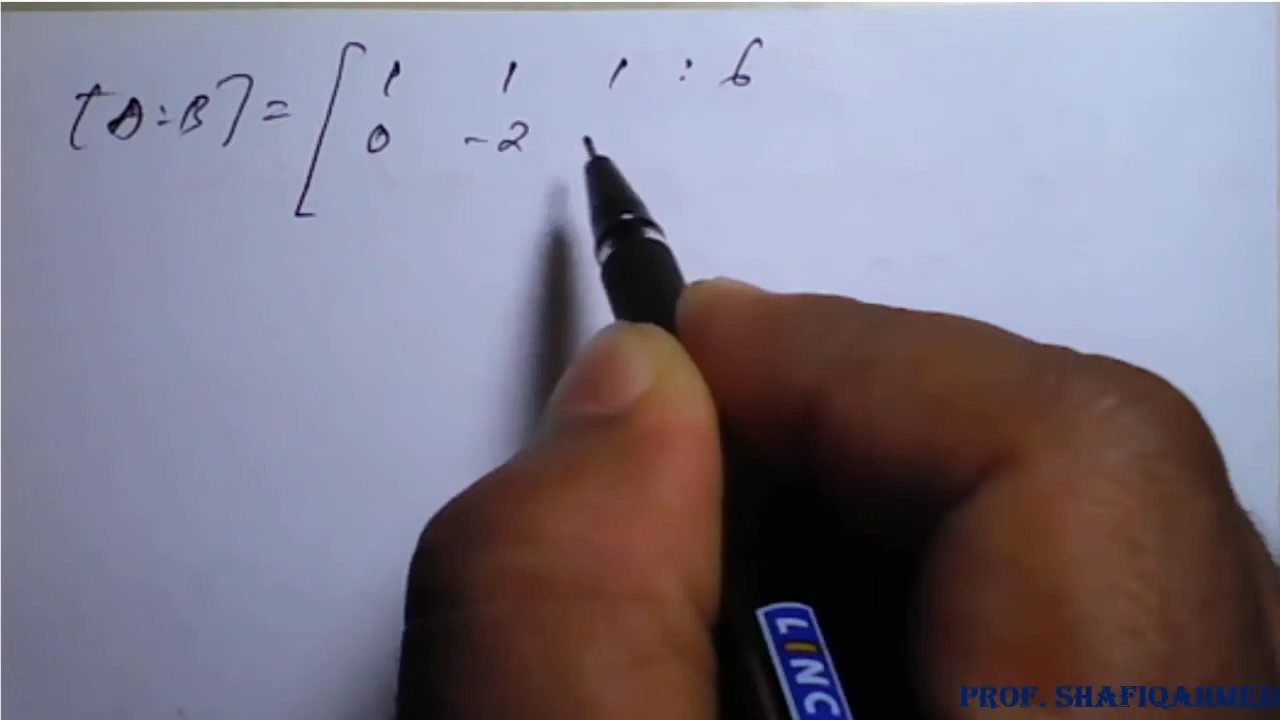 [A:B] = [ 1 1 1 : 6
0 -2
LINC
PROF. SHAFIQAHMED